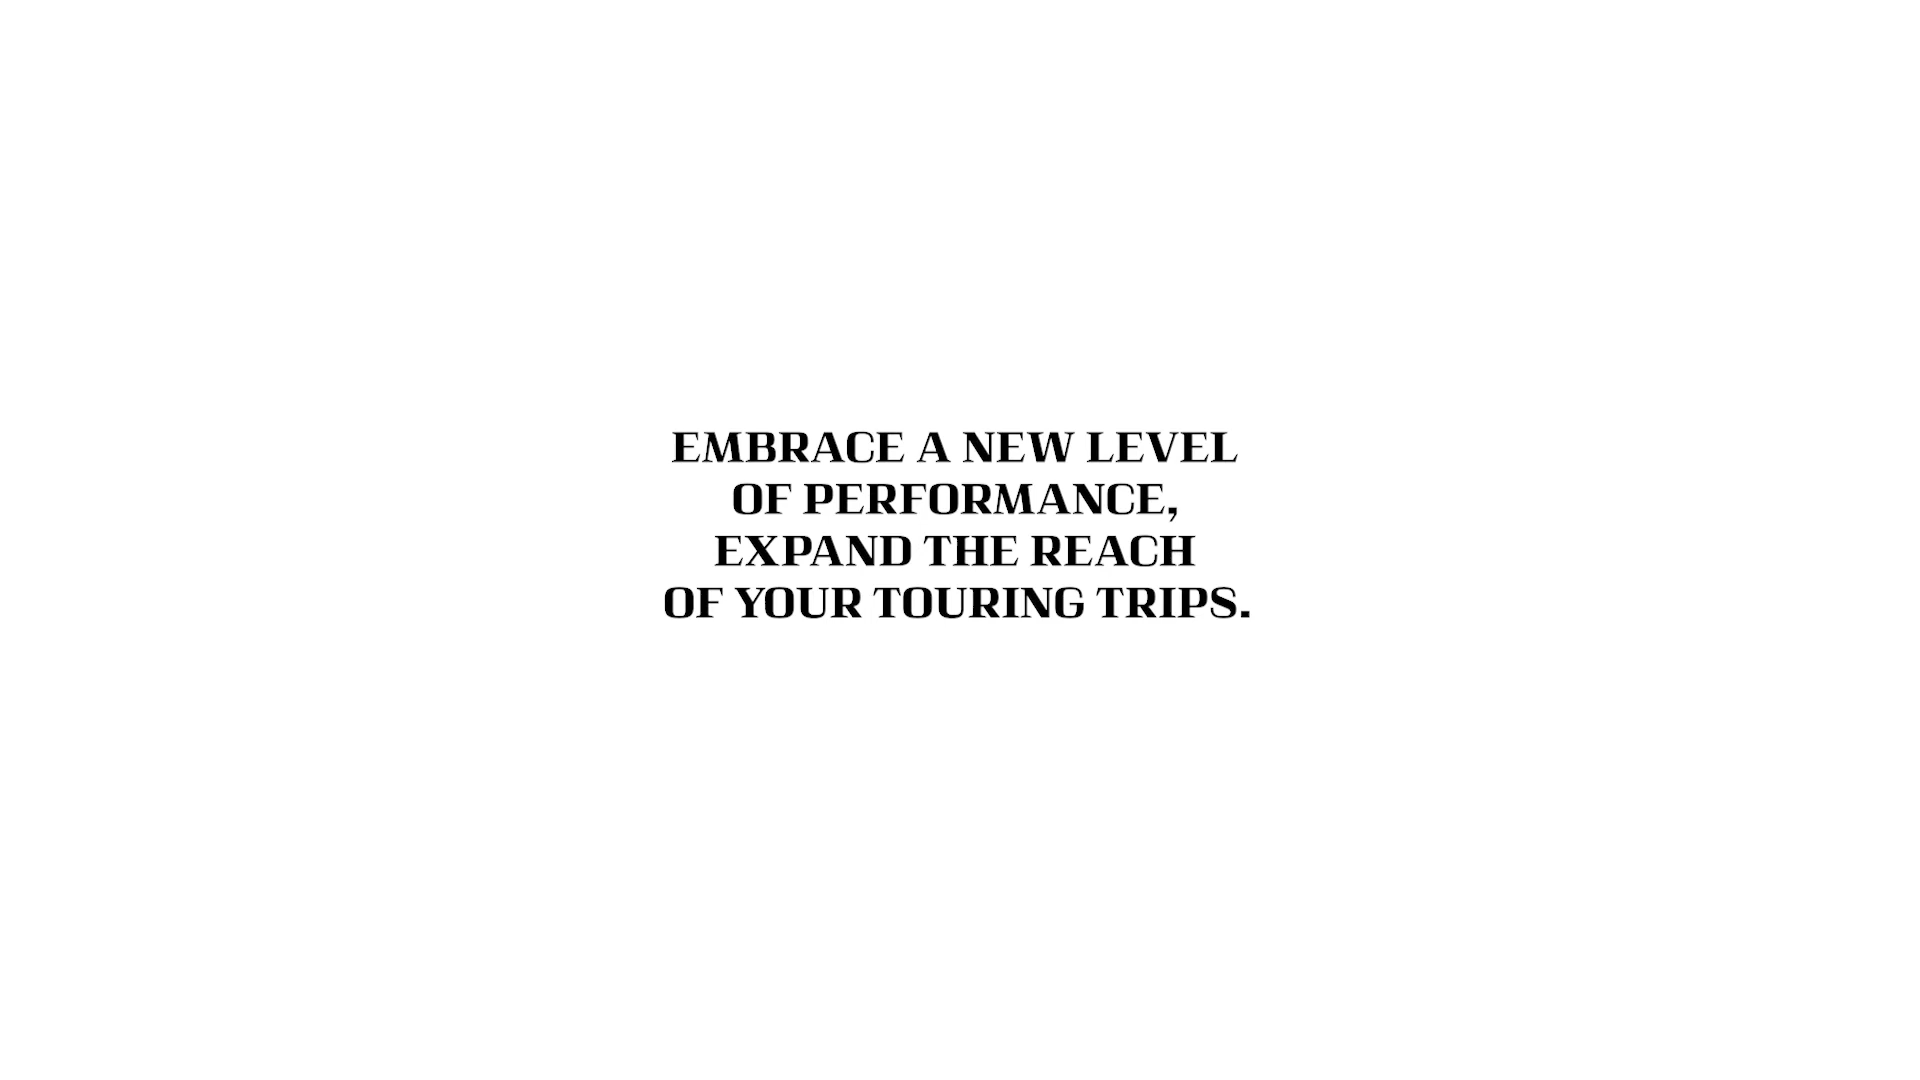 EMBRACE A NEW LEVEL
OF PERFORMANCE,
EXPAND THE REACH
OF YOUR TOURING TRIPS.